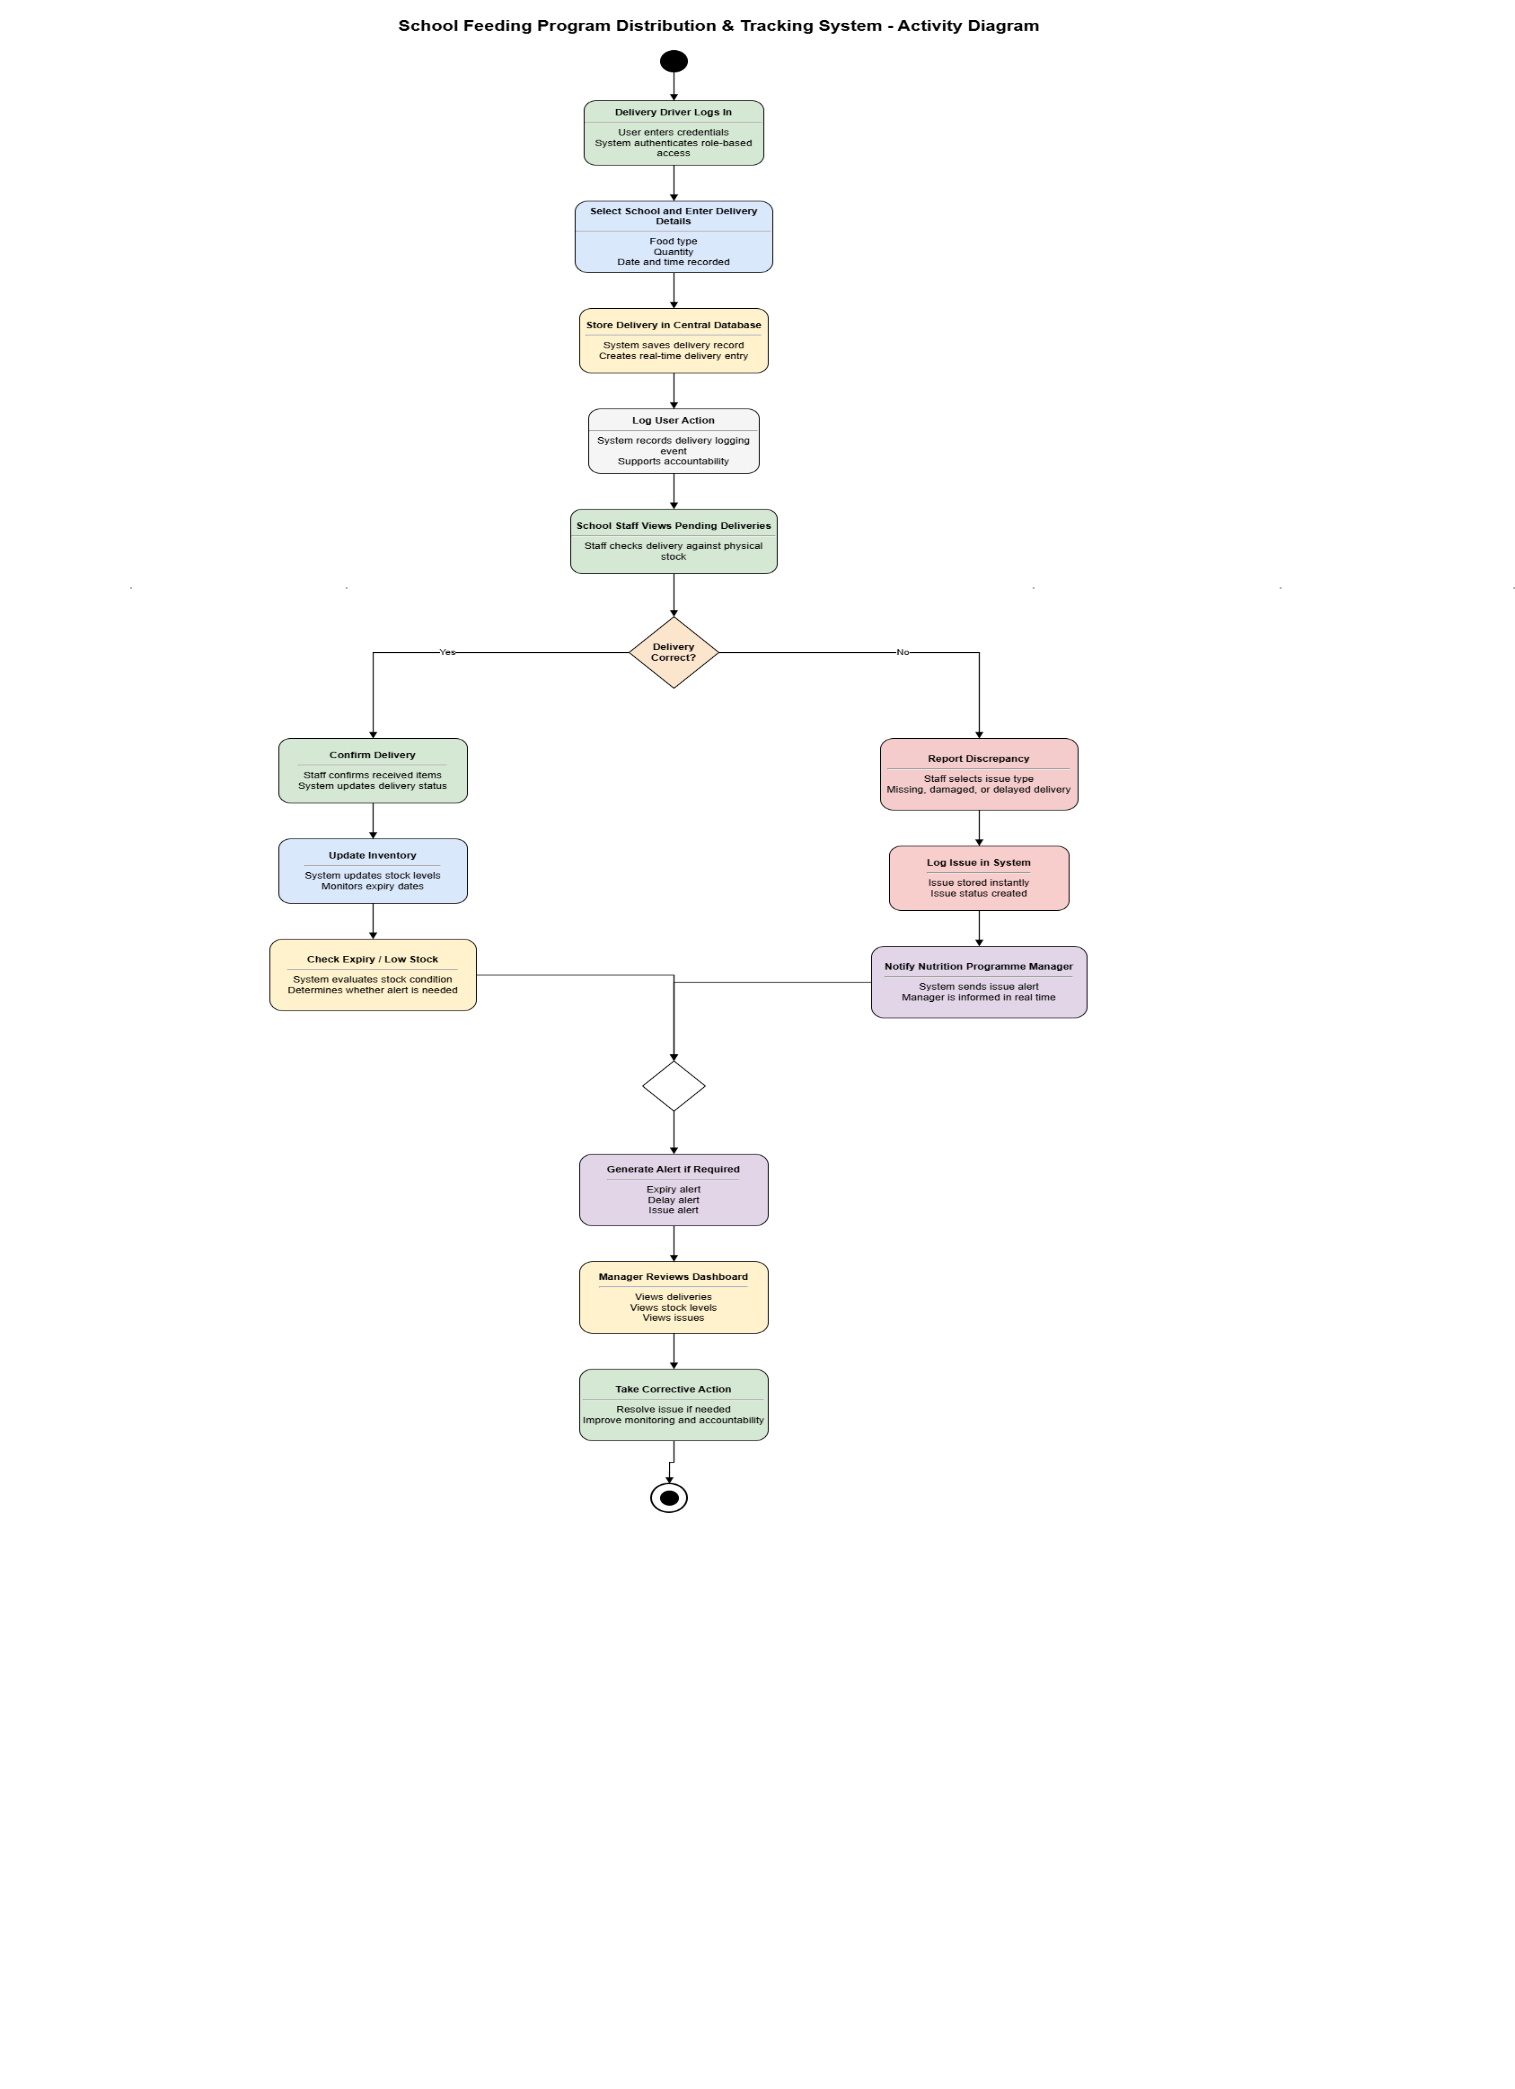 School Feeding Program Distribution & Tracking System - Activity Diagram
Delivery Driver Logs In
User enters credentials
System authenticates role-based
access
Select School and Enter Delivery
Details
Food type
Quantity
Date and time recorded
Store Delivery in Central Database
System saves delivery record
Creates real-time delivery entry
Log User Action
System records delivery logging
event
Supports accountability
School Staff Views Pending Deliveries
Staff checks delivery against physical
stock
Delivery
Correct?
Yes
No
Confirm Delivery
Staff confirms received items
System updates delivery status
Report Discrepancy
Staff selects issue type
Missing, damaged, or delayed delivery
Update Inventory
System updates stock levels
Monitors expiry dates
Log Issue in System
Issue stored instantly
Issue status created
Check Expiry / Low Stock
System evaluates stock condition
Determines whether alert is needed
Notify Nutrition Programme Manager
System sends issue alert
Manager is informed in real time
Generate Alert if Required
Expiry alert
Delay alert
Issue alert
Manager Reviews Dashboard
Views deliveries
Views stock levels
Views issues
Take Corrective Action
Resolve issue if needed
Improve monitoring and accountability